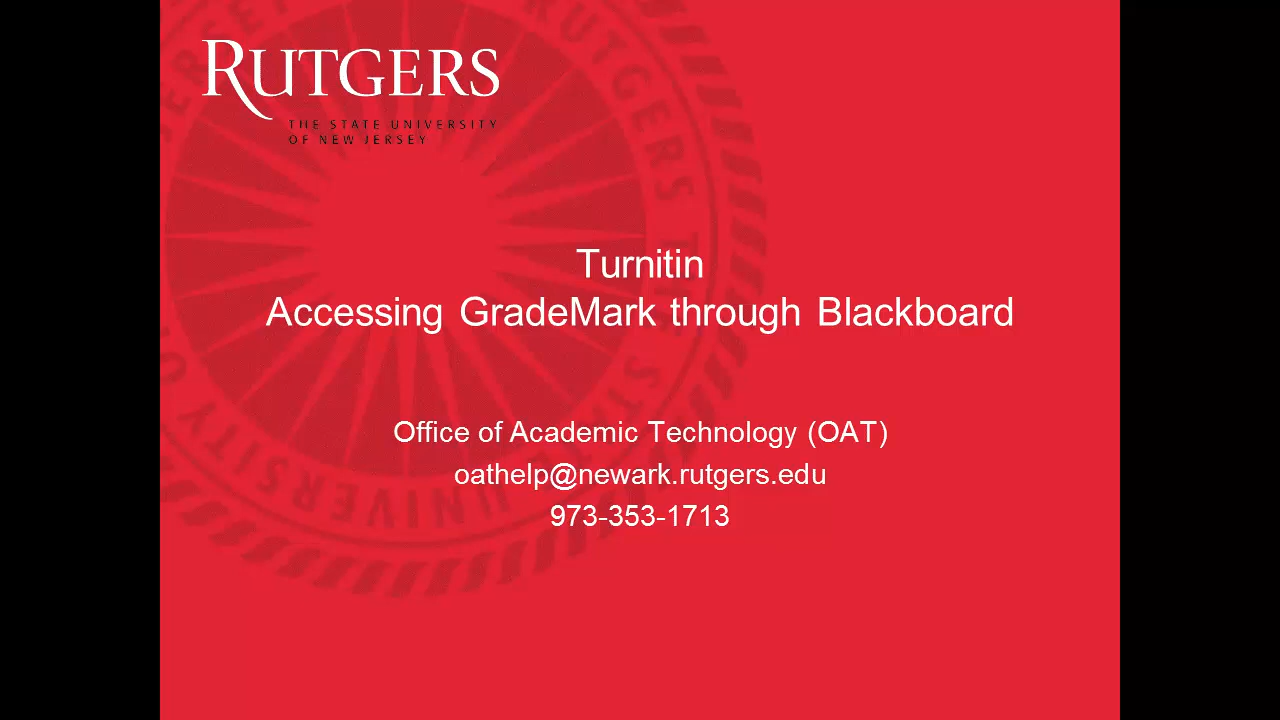 RUTGERS
THE STATE UNIVERSITY
OF NEW JERSEY
Turnitin
Accessing GradeMark through Blackboard
Office of Academic Technology (OAT)
oathelp@newark.rutgers.edu
973-353-1713